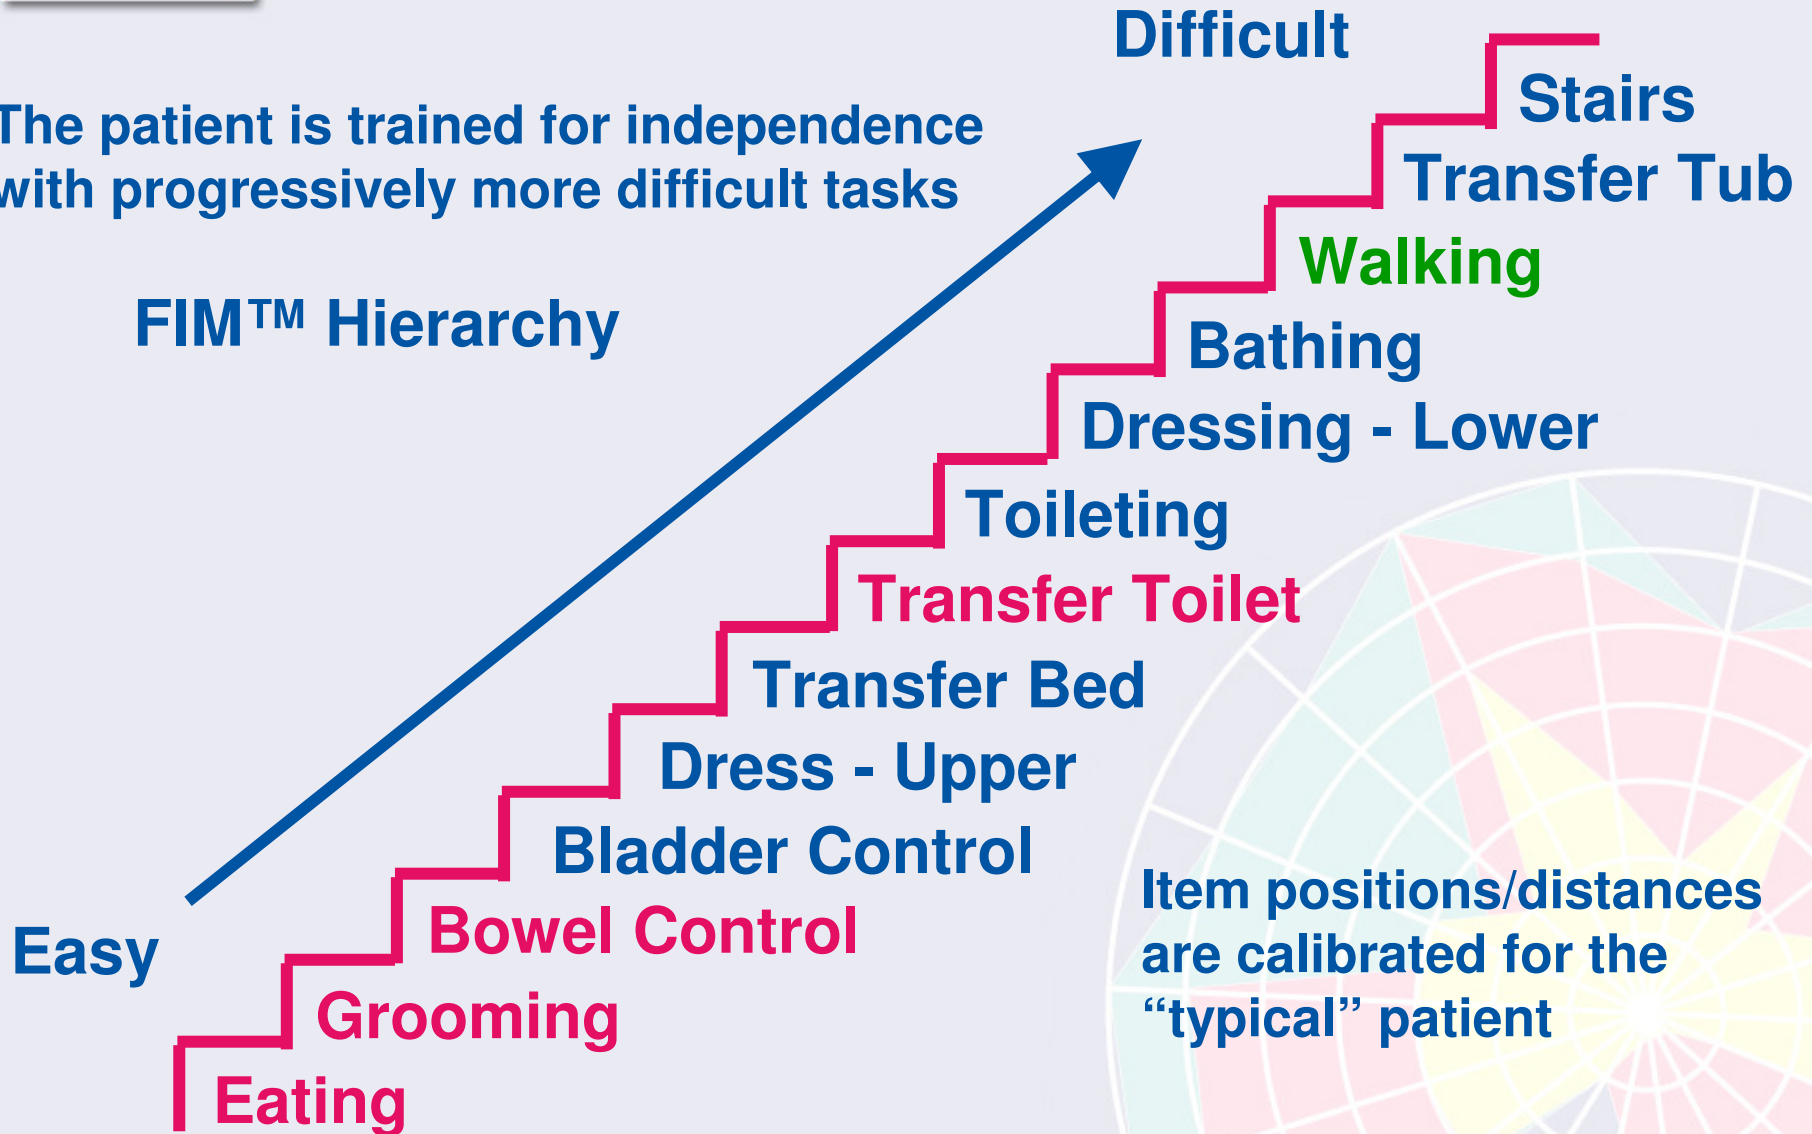 Difficult
The patient is trained for independence
with progressively more difficult tasks
FIM™ Hierarchy
Stairs
Transfer Tub
Walking
Bathing
Dressing - Lower
Toileting
Transfer Toilet
Transfer Bed
Dress - Upper
Bladder Control
Bowel Control
Grooming
Eating
Easy
Item positions/distances
are calibrated for the
“typical” patient